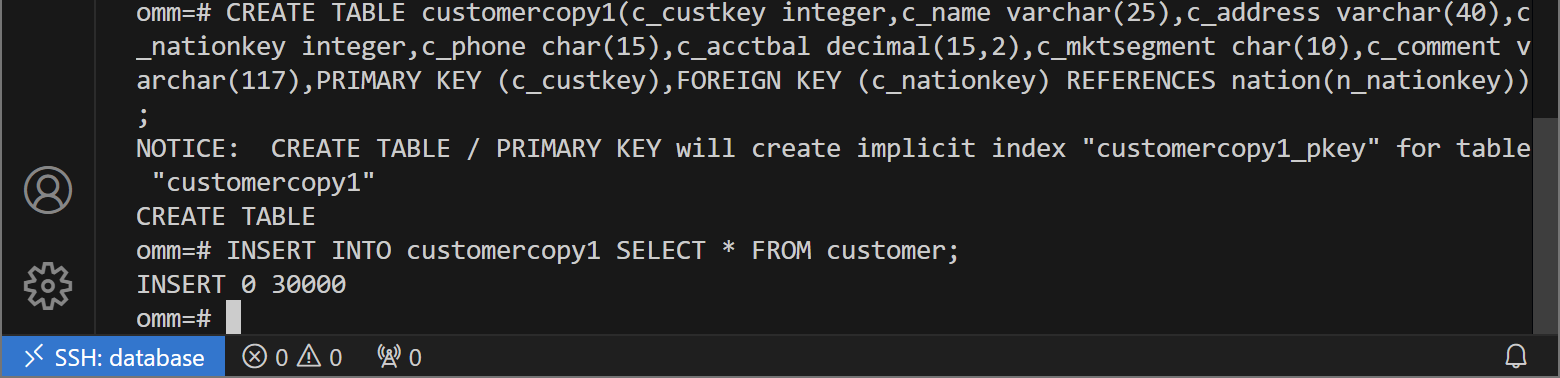 omm=# CREATE TABLE customercopy1(c_custkey integer,c_name varchar(25),c_address varchar(40),c
_nationkey integer,c_phone char(15),c_acctbal decimal(15,2),c_mktsegment char(10),c_comment v
archar(117),PRIMARY KEY (c_custkey),FOREIGN KEY (c_nationkey) REFERENCES nation(n_nationkey))
;
NOTICE:  CREATE TABLE / PRIMARY KEY will create implicit index "customercopy1_pkey" for table
 "customercopy1"
CREATE TABLE
omm=# INSERT INTO customercopy1 SELECT * FROM customer;
INSERT 0 30000
omm=#
SSH: database 0 0 0